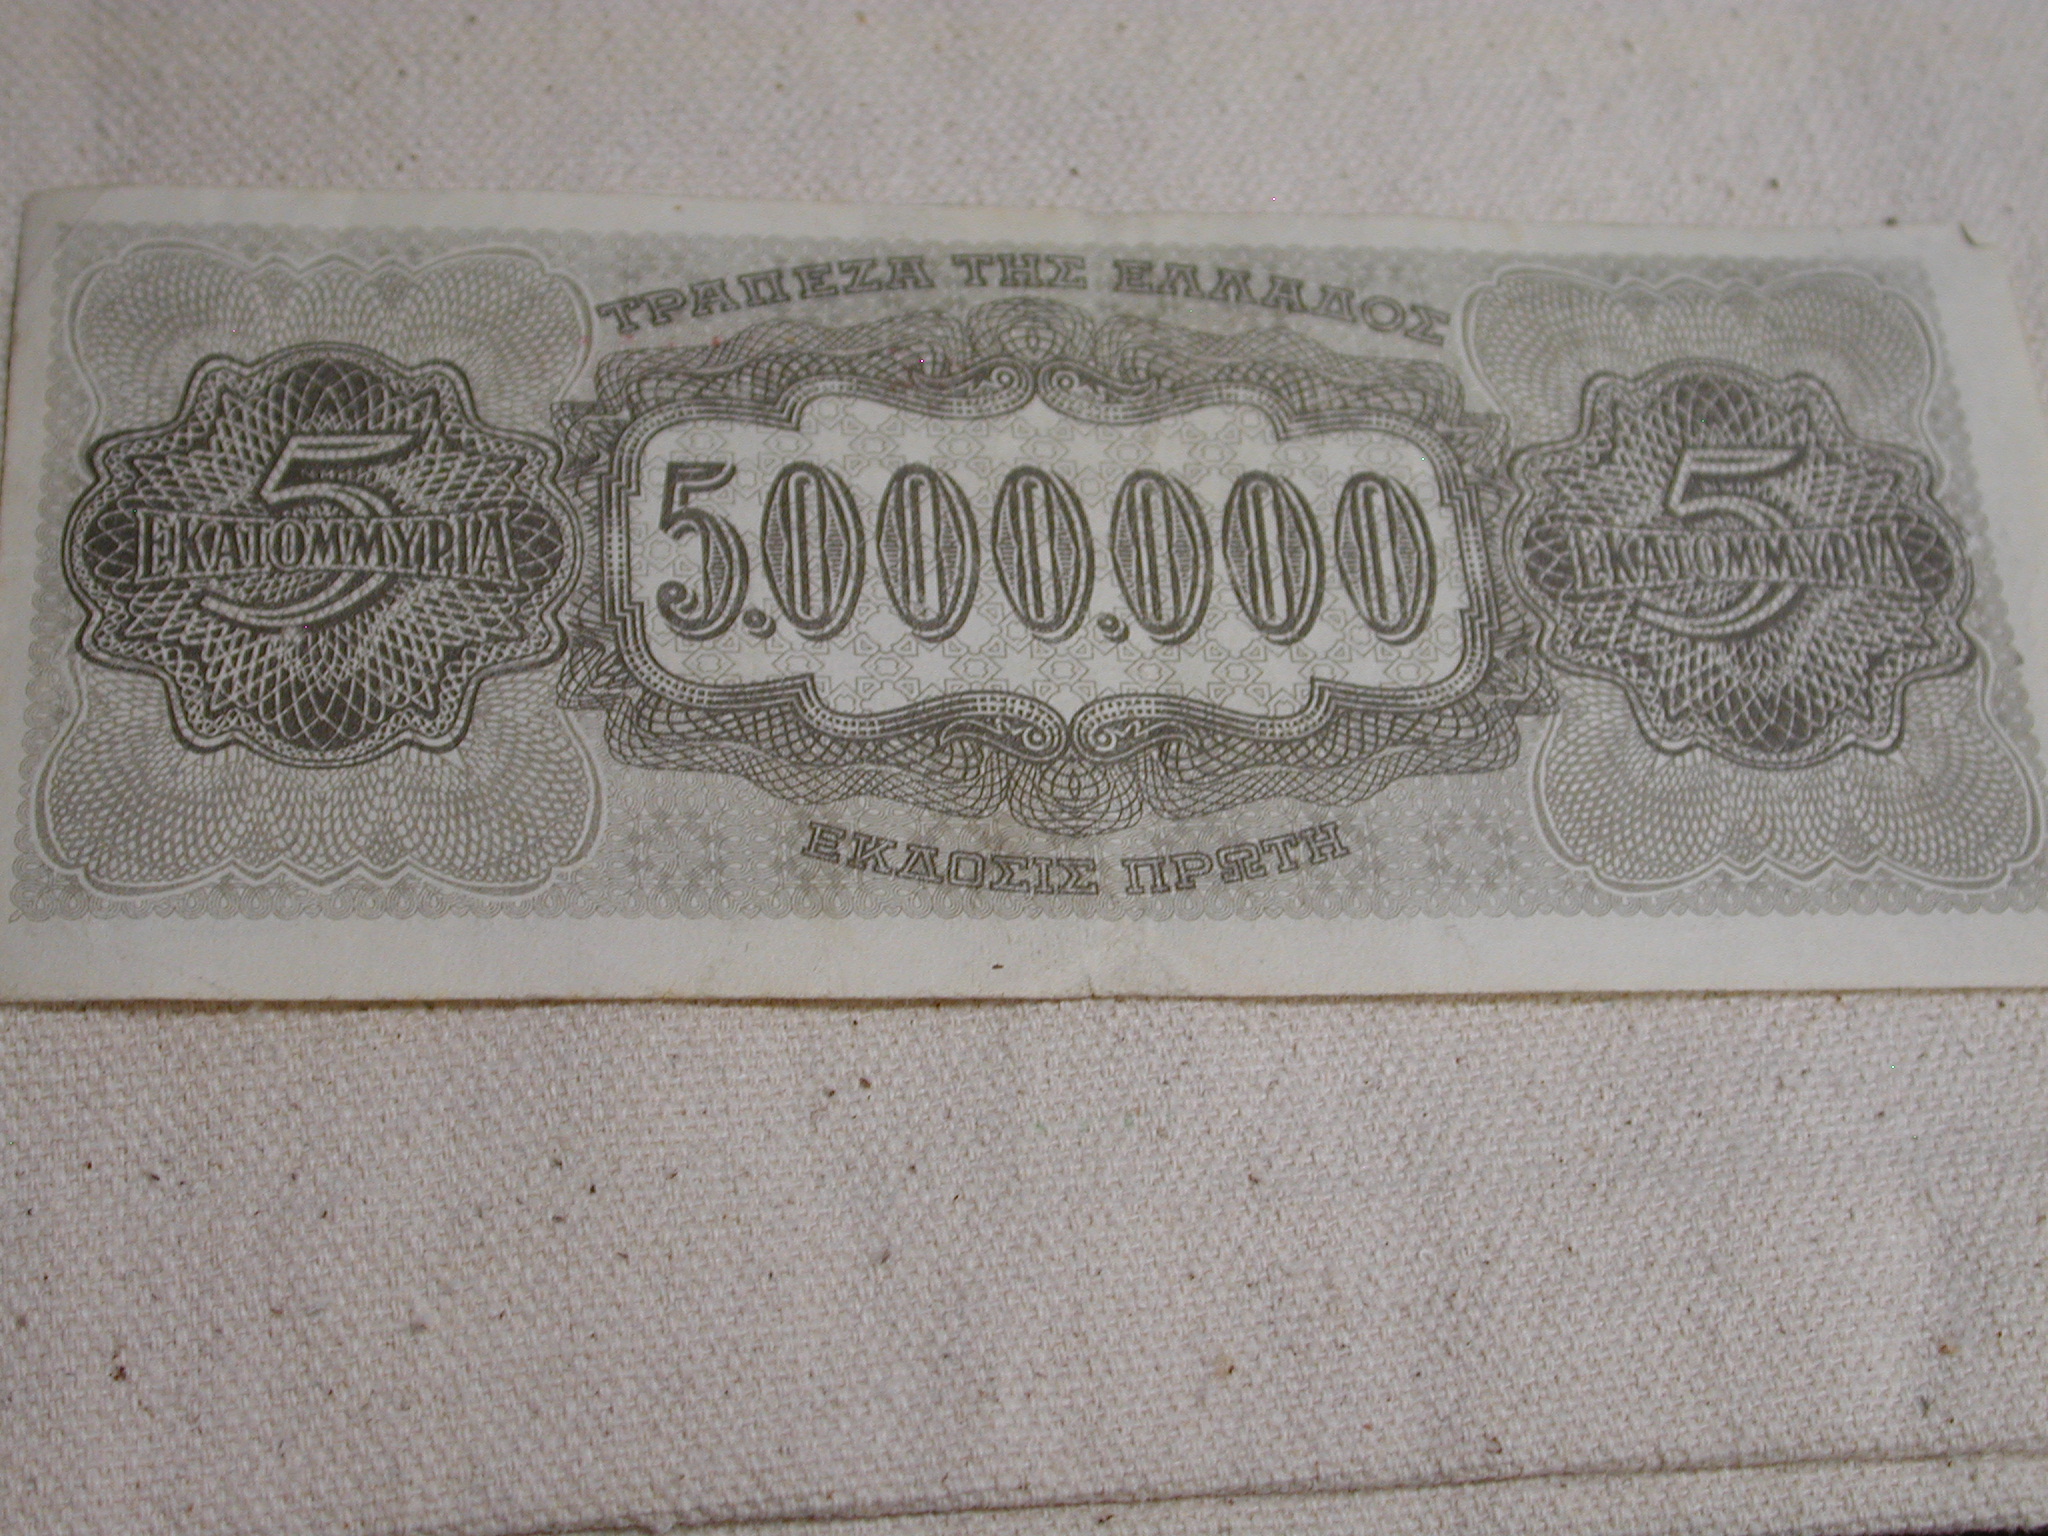 ΤΡΑΠΕΖΑ ΤΗΣ ΕΛΛΑΔΟΣ
5
ΕΚΑΤΟΜΜΥΡΙΑ
5.000.000
5
ΕΚΑΤΟΜΜΥΡΙΑ
ΕΚΔΟΣΙΣ ΠΡΩΤΗ